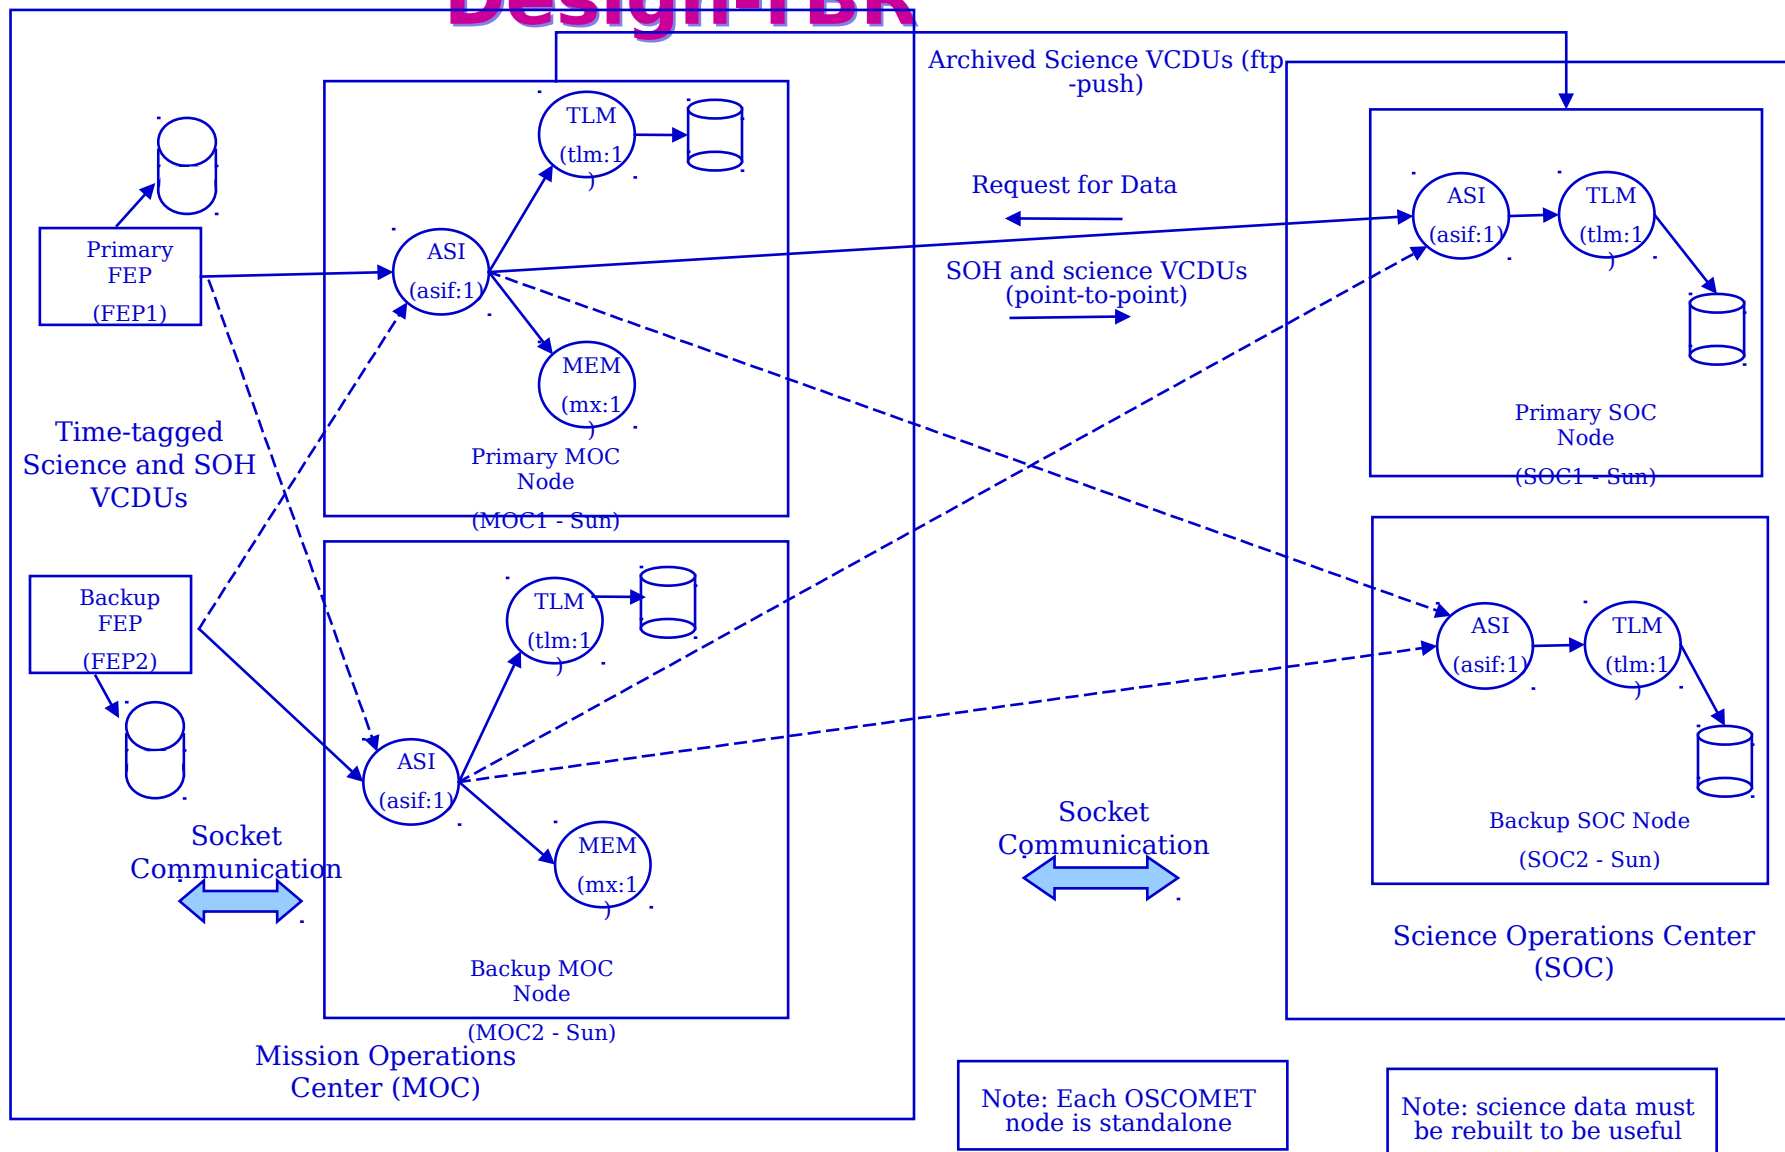 Design-TBR
Archived Science VCDUs (ftp
-push)
TLM
(tlm:1
)
Primary
FEP
(FEP1)
ASI
(asif:1)
MEM
(mx:1
)
Primary MOC
Node
(MOC1 - Sun)
Request for Data
SOH and science VCDUs
(point-to-point)
ASI
(asif:1)
TLM
(tlm:1
)
Primary SOC
Node
(SOC1 - Sun)
Time-tagged
Science and SOH
VCDUs
Backup
FEP
(FEP2)
TLM
(tlm:1
)
ASI
(asif:1)
MEM
(mx:1
)
Backup MOC
Node
(MOC2 - Sun)
Socket
Communication
Mission Operations
Center (MOC)
Socket
Communication
ASI
(asif:1)
TLM
(tlm:1
)
Backup SOC Node
(SOC2 - Sun)
Science Operations Center
(SOC)
Note: Each OSCOMET
node is standalone
Note: science data must
be rebuilt to be useful